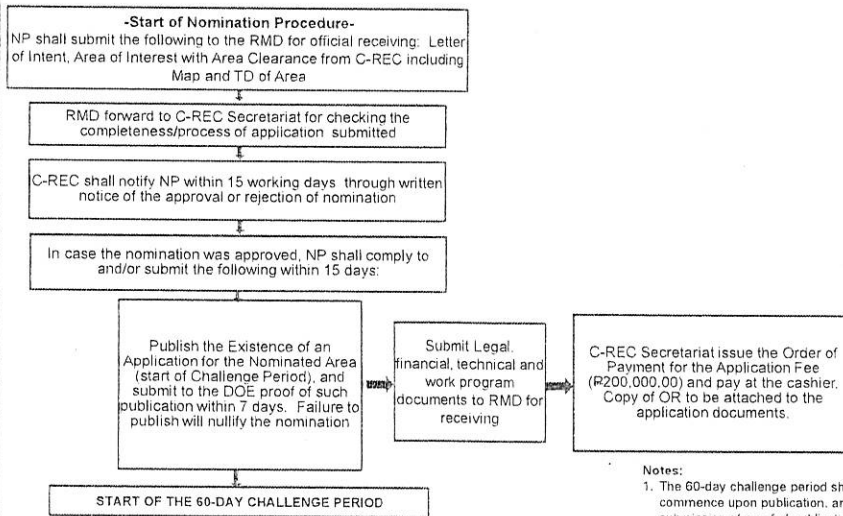 -Start of Nomination Procedure-
NP shall submit the following to the RMD for official receiving: Letter
of Intent, Area of Interest with Area Clearance from C-REC including
Map and TD of Area
RMD forward to C-REC Secretariat for checking the
completeness/process of application submitted
C-REC shall notify NP within 15 working days through written
notice of the approval or rejection of nomination
In case the nomination was approved, NP shall comply to
and/or submit the following within 15 days:
Publish the Existence of an
Application for the Nominated Area
(start of Challenge Period), and
submit to the DOE proof of such
publication within 7 days. Failure to
publish will nullify the nomination
Submit Legal,
financial, technical and
work program
documents to RMD for
receiving
C-REC Secretariat issue the Order of
Payment for the Application Fee
(₱200,000.00) and pay at the cashier.
Copy of OR to be attached to the
application documents.
START OF THE 60-DAY CHALLENGE PERIOD
Notes:
1. The 60-day challenge period sh
commence upon publication, an